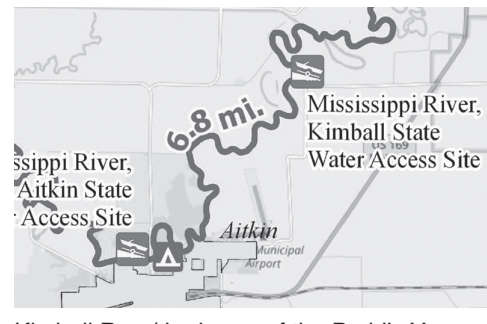 6.8 mi.
Mississippi River,
Kimball State
Water Access Site
US 169
ssippi River,
Aitkin State
Access Site
Aitkin
Municipal
Airport